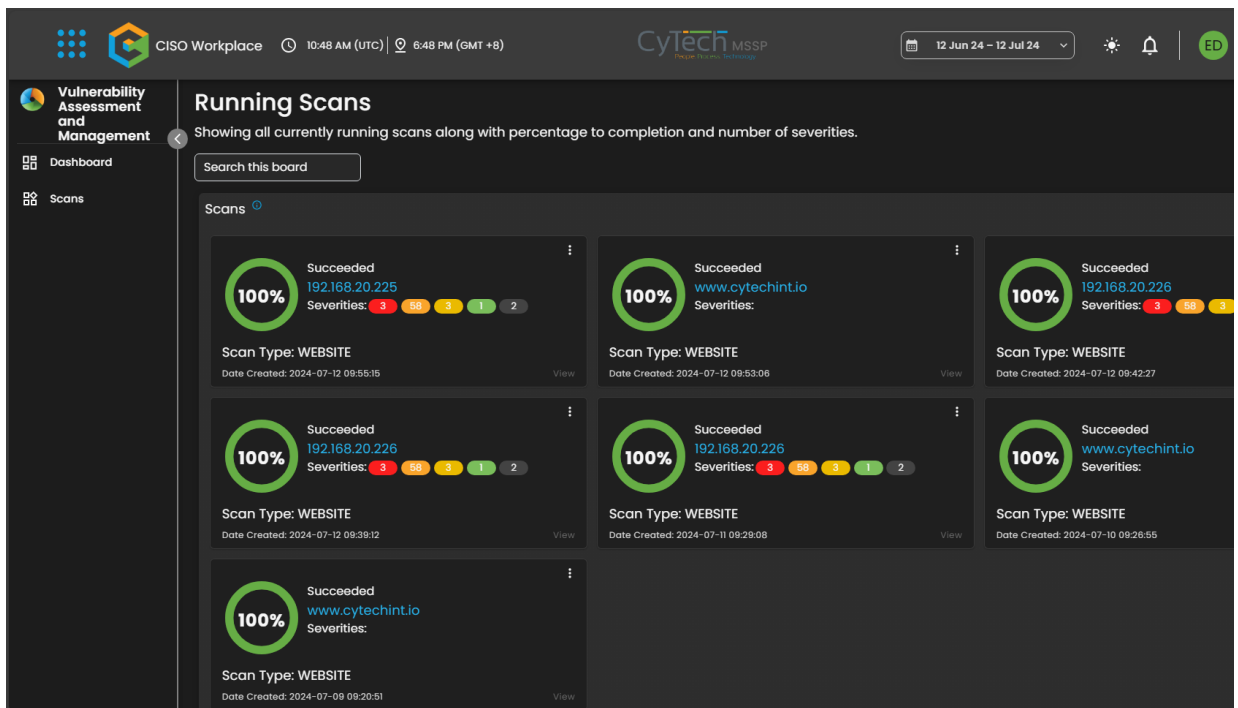 CISO Workplace
10:48 AM (UTC)
6:48 PM (GMT +8)
CyTech MSSP
People Process Technology
12 Jun 24 – 12 Jul 24
ED
Vulnerability
Assessment
and
Management
Dashboard
Scans
Running Scans
Showing all currently running scans along with percentage to completion and number of severities.
Search this board
Scans
100%
Succeeded
192.168.20.225
Severities: 3 58 3 1 2
Scan Type: WEBSITE
Date Created: 2024-07-12 09:55:15
View
100%
Succeeded
www.cytechint.io
Severities:
Scan Type: WEBSITE
Date Created: 2024-07-12 09:53:06
View
100%
Succeeded
192.168.20.226
Severities: 3 58 3
Scan Type: WEBSITE
Date Created: 2024-07-12 09:42:27
100%
Succeeded
192.168.20.226
Severities: 3 58 3 1 2
Scan Type: WEBSITE
Date Created: 2024-07-12 09:39:12
View
100%
Succeeded
192.168.20.226
Severities: 3 58 3 1 2
Scan Type: WEBSITE
Date Created: 2024-07-11 09:29:08
View
100%
Succeeded
www.cytechint.io
Severities:
Scan Type: WEBSITE
Date Created: 2024-07-10 09:26:55
100%
Succeeded
www.cytechint.io
Severities:
Scan Type: WEBSITE
Date Created: 2024-07-09 09:20:51
View